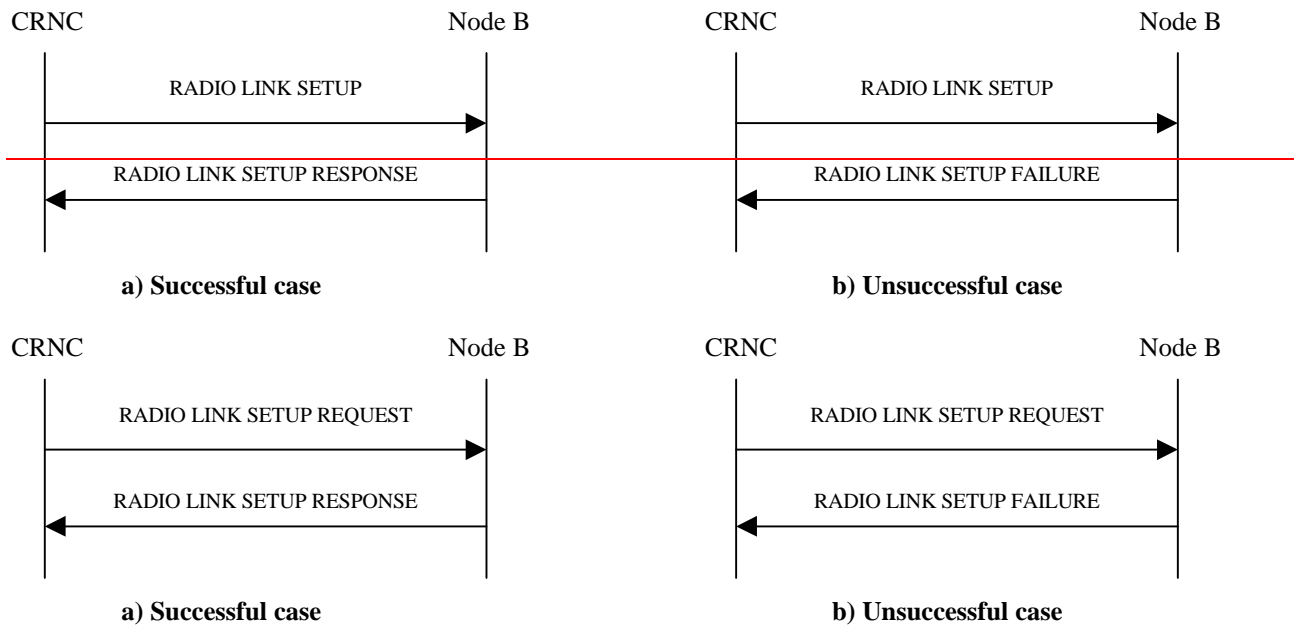 CRNC Node B CRNC Node B
RADIO LINK SETUP RADIO LINK SETUP
RADIO LINK SETUP RESPONSE RADIO LINK SETUP FAILURE
a) Successful case b) Unsuccessful case
CRNC Node B CRNC Node B
RADIO LINK SETUP REQUEST RADIO LINK SETUP REQUEST
RADIO LINK SETUP RESPONSE RADIO LINK SETUP FAILURE
a) Successful case b) Unsuccessful case